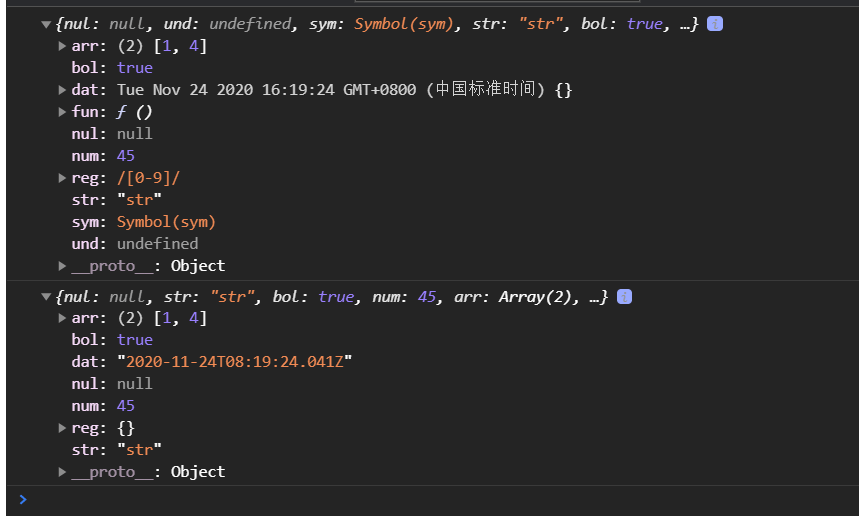 {nul: null, und: undefined, sym: Symbol(sym), str: "str", bol: true, …} i
arr: (2) [1, 4]
bol: true
dat: Tue Nov 24 2020 16:19:24 GMT+0800 (中国标准时间) {}
fun: ƒ ()
nul: null
num: 45
reg: /[0-9]/
str: "str"
sym: Symbol(sym)
und: undefined
__proto__: Object
{nul: null, str: "str", bol: true, num: 45, arr: Array(2), …} i
arr: (2) [1, 4]
bol: true
dat: "2020-11-24T08:19:24.041Z"
nul: null
num: 45
reg: {}
str: "str"
__proto__: Object
>